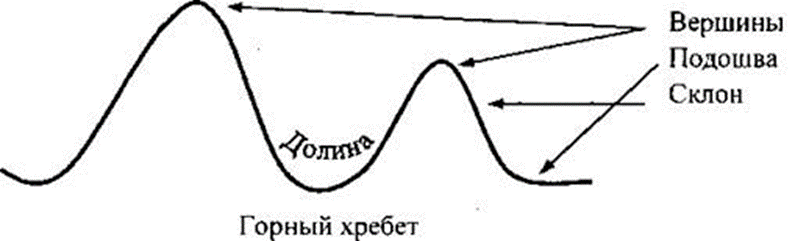 Вершины
Подошва
Склон
Долина
Горный хребет